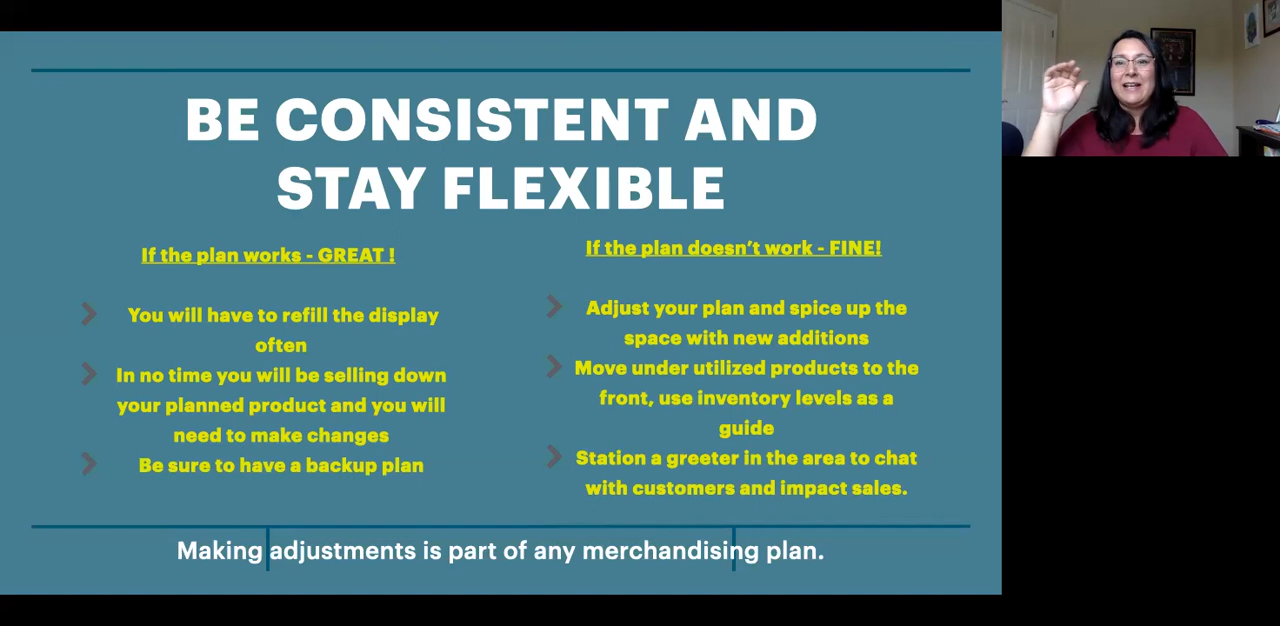 BE CONSISTENT AND
STAY FLEXIBLE
If the plan works - GREAT !
You will have to refill the display
often
In no time you will be selling down
your planned product and you will
need to make changes
Be sure to have a backup plan
If the plan doesn’t work - FINE!
Adjust your plan and spice up the
space with new additions
Move under utilized products to the
front, use inventory levels as a
guide
Station a greeter in the area to chat
with customers and impact sales.
Making adjustments is part of any merchandising plan.